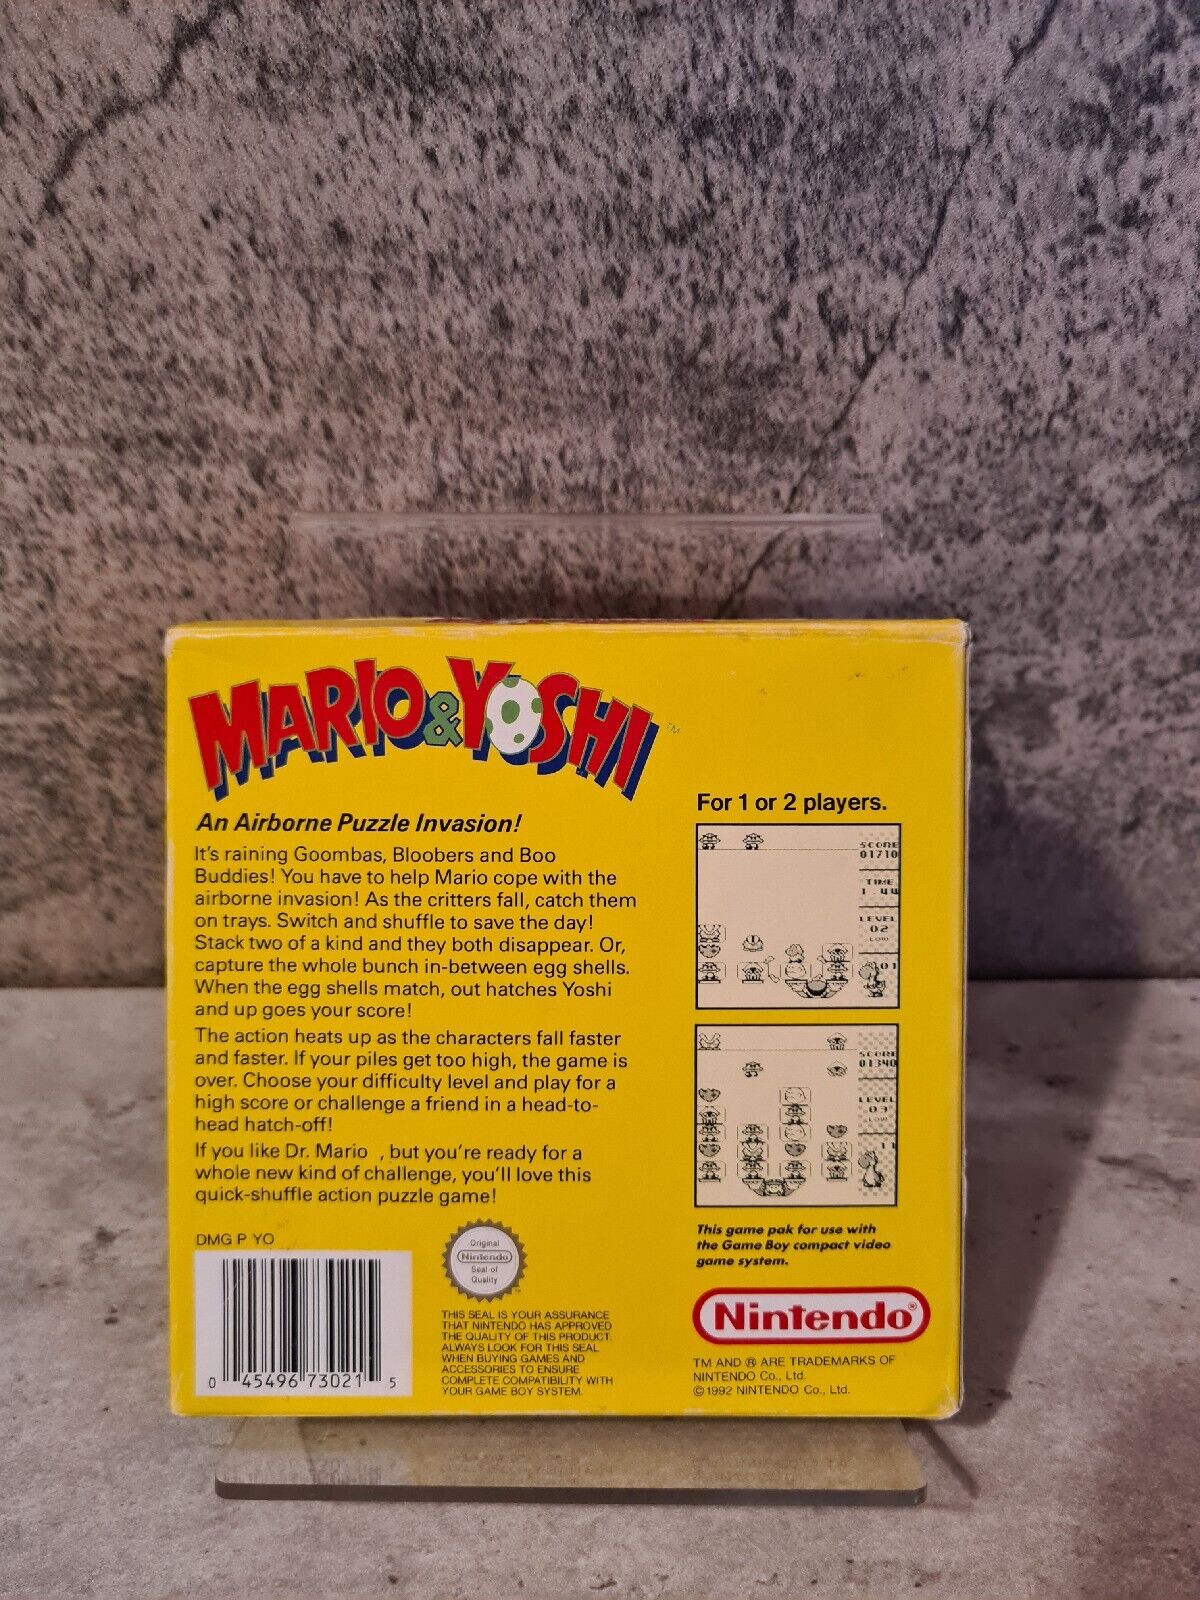 MARIO & YOSHI ™
An Airborne Puzzle Invasion!
It's raining Goombas, Bloobers and Boo
Buddies! You have to help Mario cope with the
airborne invasion! As the critters fall, catch them
on trays. Switch and shuffle to save the day!
Stack two of a kind and they both disappear. Or,
capture the whole bunch in-between egg shells.
When the egg shells match, out hatches Yoshi
and up goes your score!
The action heats up as the characters fall faster
and faster. If your piles get too high, the game is
over. Choose your difficulty level and play for a
high score or challenge a friend in a head-to-
head hatch-off!
If you like Dr. Mario , but you're ready for a
whole new kind of challenge, you'll love this
quick-shuffle action puzzle game!
DMG P YO
0 45496 73021 5
Original
Nintendo
Seal of
Quality
THIS SEAL IS YOUR ASSURANCE
THAT NINTENDO HAS APPROVED
THE QUALITY OF THIS PRODUCT.
ALWAYS LOOK FOR THIS SEAL
WHEN BUYING GAMES AND
ACCESSORIES TO ENSURE
COMPLETE COMPATIBILITY WITH
YOUR GAME BOY SYSTEM.
For 1 or 2 players.
SCORE
01710
TIME
1 44
LEVEL
02
LOW
01
SCORE
01340
LEVEL
03
LOW
11
This game pak for use with
the Game Boy compact video
game system.
Nintendo®
TM AND ® ARE TRADEMARKS OF
NINTENDO Co., Ltd.
© 1992 NINTENDO Co., Ltd.